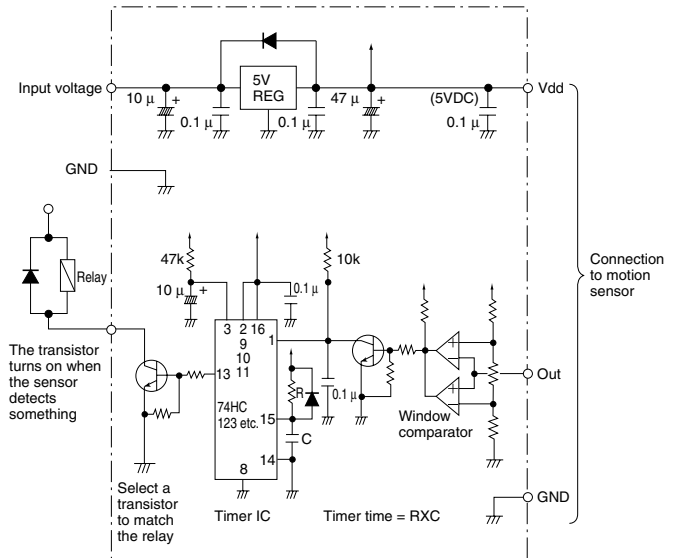 Input voltage
10 μ
+
0.1 μ
5V
REG
0.1 μ
47 μ
+
(5VDC)
0.1 μ
Vdd
GND
Relay
The transistor
turns on when
the sensor
detects
something
47k
10 μ
+
0.1 μ
10k
3 2 16
9
10
11
1
13
74HC
123 etc.
15
14
8
R
C
0.1 μ
+
−
+
−
Window
comparator
Out
Connection
to motion
sensor
GND
Select a
transistor
to match
the relay
Timer IC
Timer time = RXC